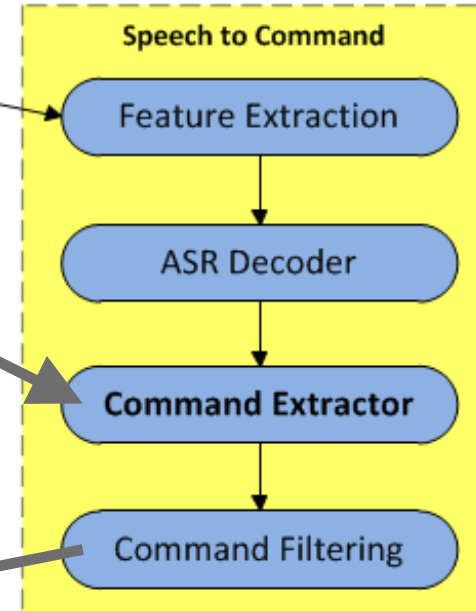 Speech to Command
Feature Extraction
ASR Decoder
Command Extractor
Command Filtering